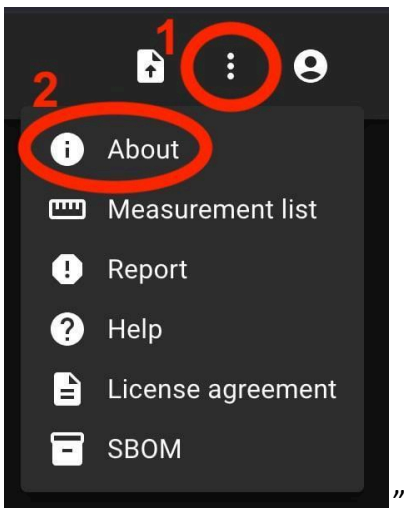 1
2
About
Measurement list
Report
Help
License agreement
SBOM
”